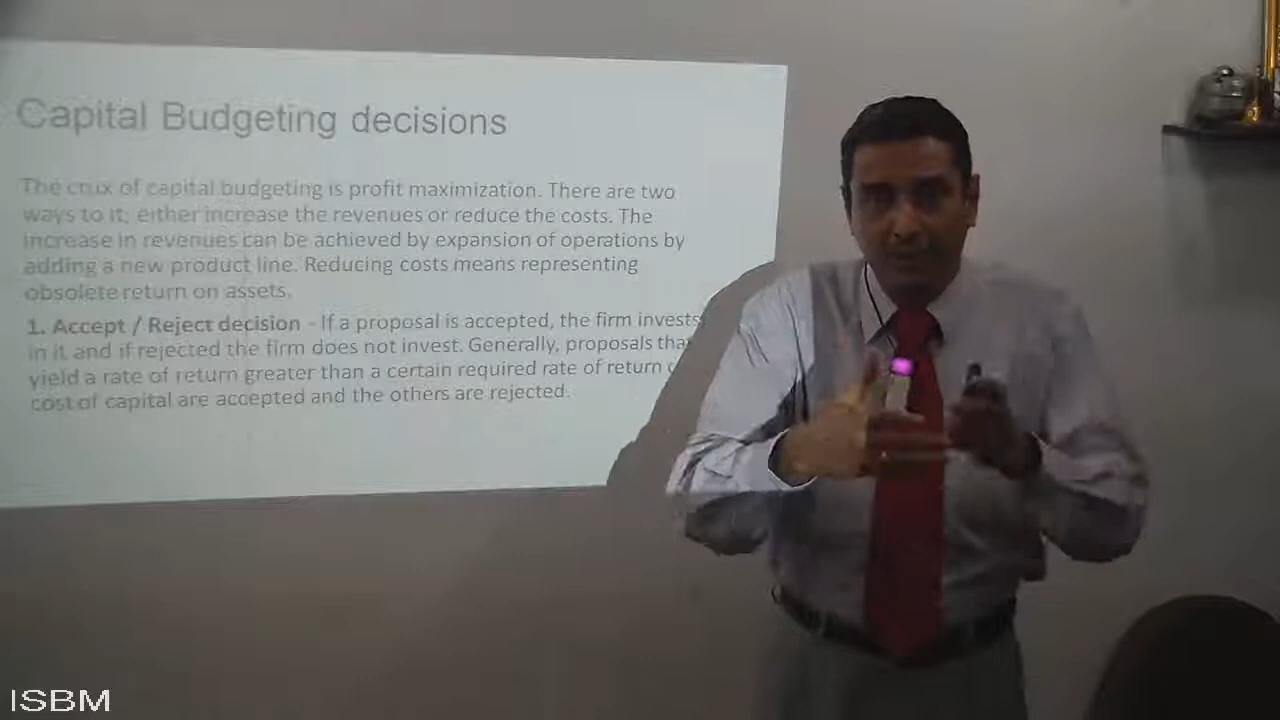 Capital Budgeting decisions
The crux of capital budgeting is profit maximization. There are two
ways to it; either increase the revenues or reduce the costs. The
increase in revenues can be achieved by expansion of operations by
adding a new product line. Reducing costs means representing
obsolete return on assets.
1. Accept / Reject decision - If a proposal is accepted, the firm invests
in it and if rejected the firm does not invest. Generally, proposals
yield a rate of return greater than a certain required rate of return
cost of capital are accepted and the others are rejected.
ISBM